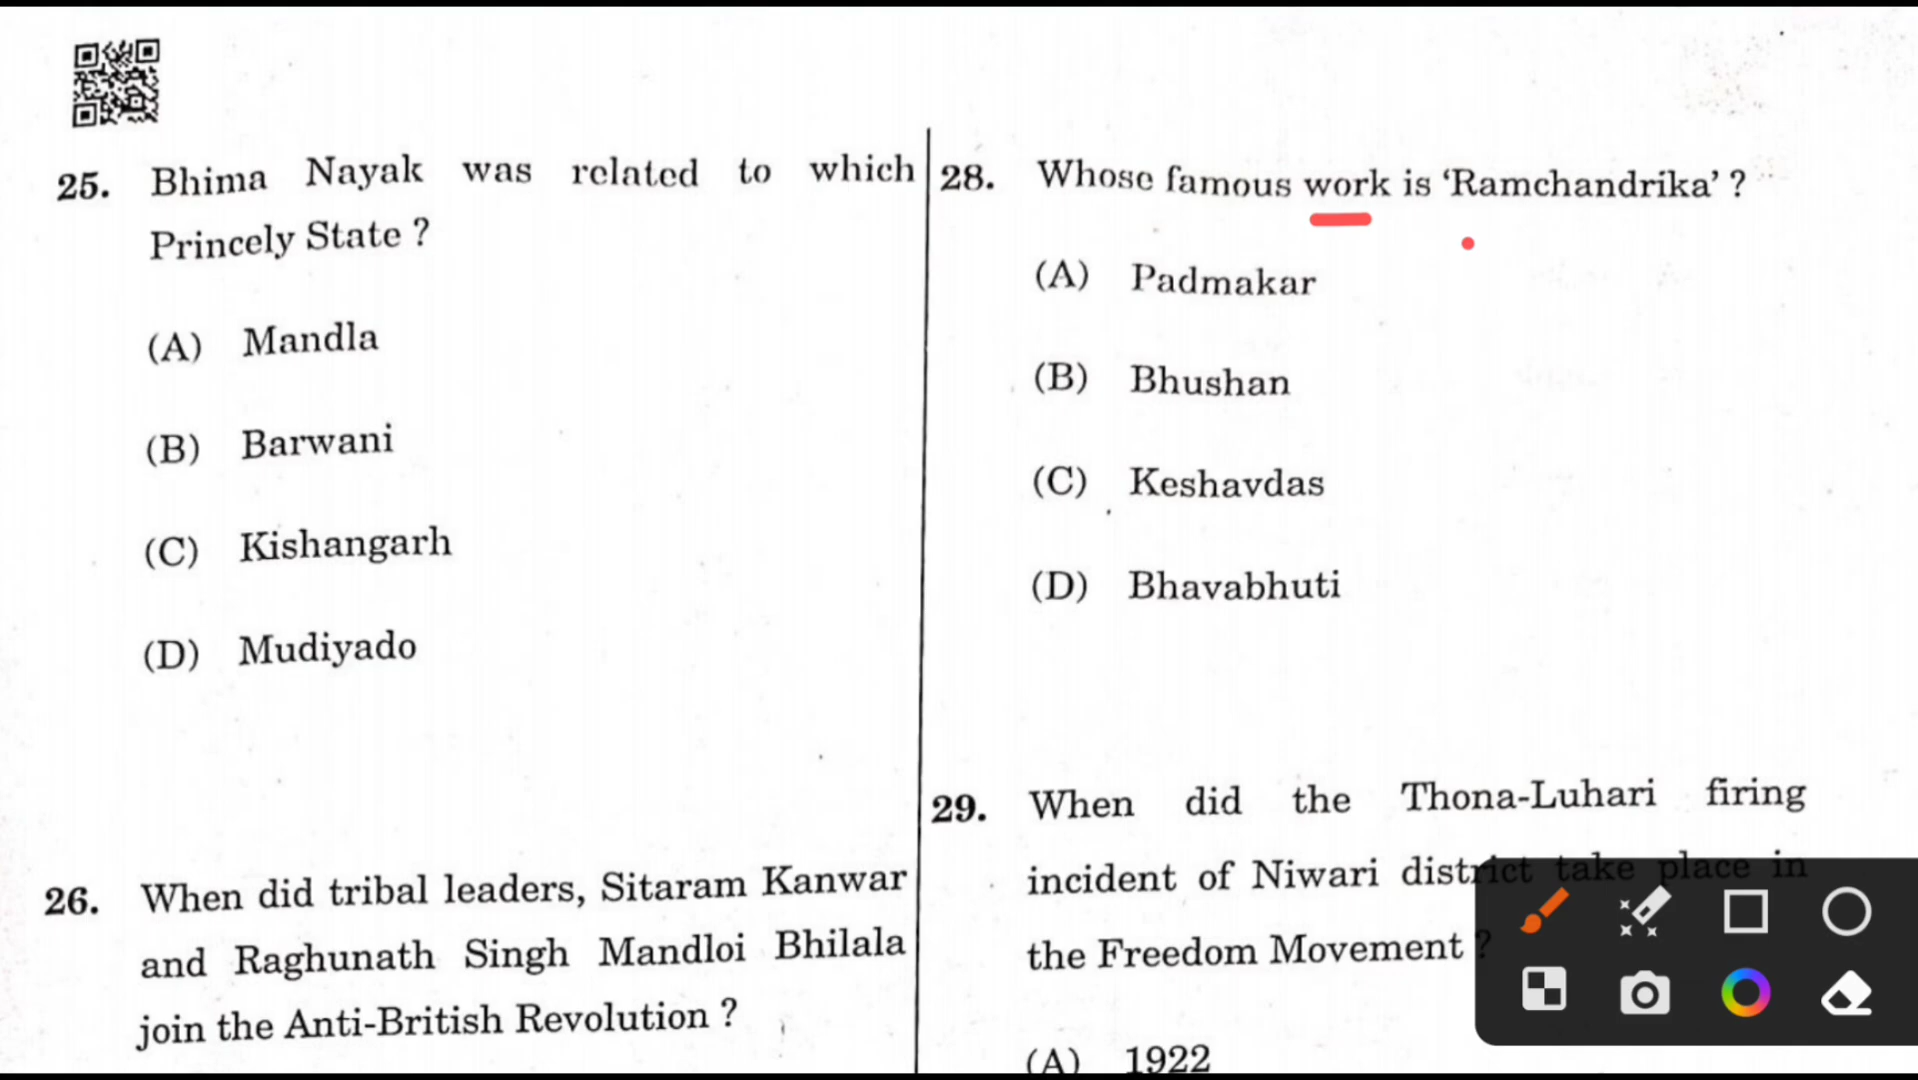 25. Bhima Nayak was related to which
Princely State ?
(A) Mandla
(B) Barwani
(C) Kishangarh
(D) Mudiyado
26. When did tribal leaders, Sitaram Kanwar
and Raghunath Singh Mandloi Bhilala
join the Anti-British Revolution ?
28. Whose famous work is ‘Ramchandrika’ ?
(A) Padmakar
(B) Bhushan
(C) Keshavdas
(D) Bhavabhuti
29. When did the Thona-Luhari firing
incident of Niwari district take place in
the Freedom Movement ?
(A) 1922